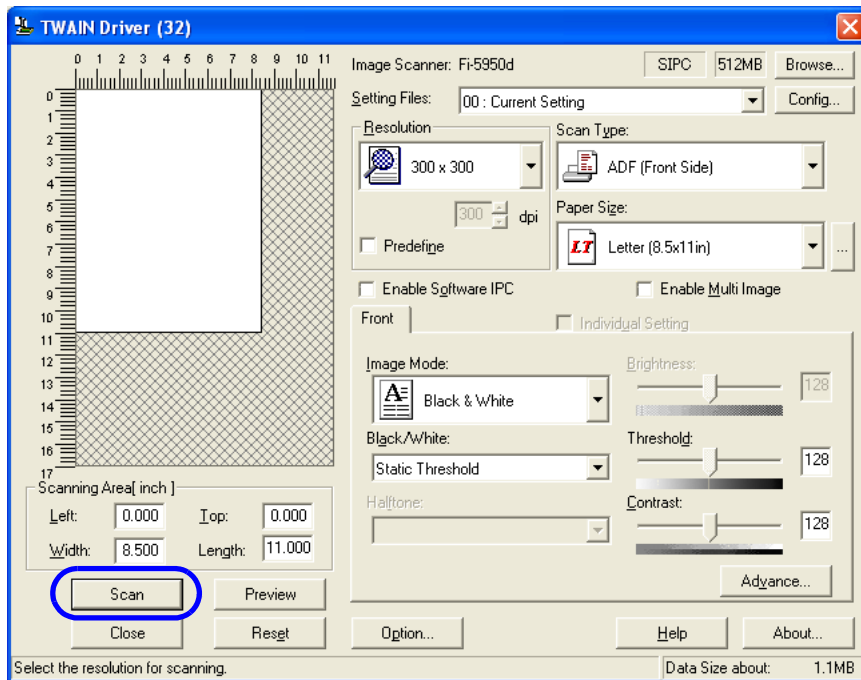 TWAIN Driver (32)
0 1 2 3 4 5 6 7 8 9 10 11
0
1
2
3
4
5
6
7
8
9
10
11
12
13
14
15
16
17
Image Scanner: Fi-5950d SIPC 512MB Browse...
Setting Files: 00 : Current Setting Config...
Resolution
300 x 300
300 dpi
Predefine
Scan Type:
ADF (Front Side)
Paper Size:
LT Letter (8.5x11in) ...
Enable Software IPC Enable Multi Image
Front Individual Setting
Image Mode:
A Black & White
Black/White:
Static Threshold
Halftone:
Brightness:
128
Threshold:
128
Contrast:
128
Advance...
Scanning Area[ inch ]
Left: 0.000 Top: 0.000
Width: 8.500 Length: 11.000
Scan Preview
Close Reset Option... Help About...
Select the resolution for scanning. Data Size about: 1.1MB